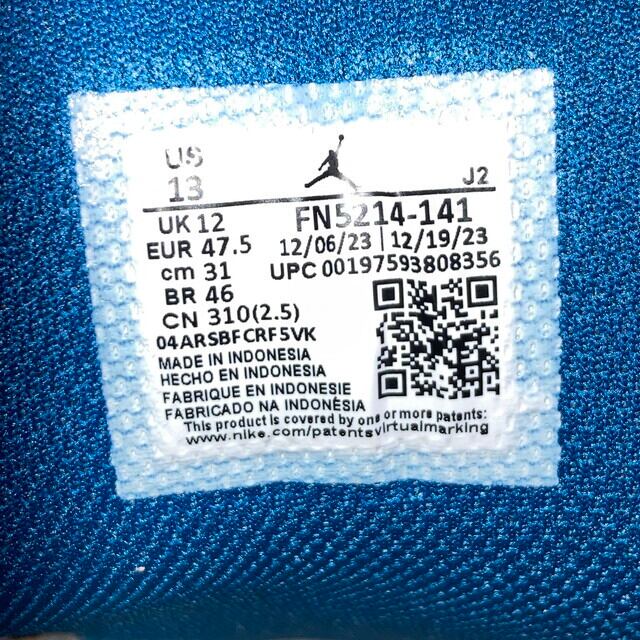 US
13
J2
UK 12
FN5214-141
EUR 47.5
12/06/23 | 12/19/23
cm 31
UPC 00197593808356
BR 46
CN 310(2.5)
04ARSBFCRF5VK
MADE IN INDONESIA
HECHO EN INDONESIA
FABRIQUE EN INDONESIE
FABRICADO NA INDONÉSIA
This product is covered by one or more patents:
www.nike.com/patentsvirtualmarking